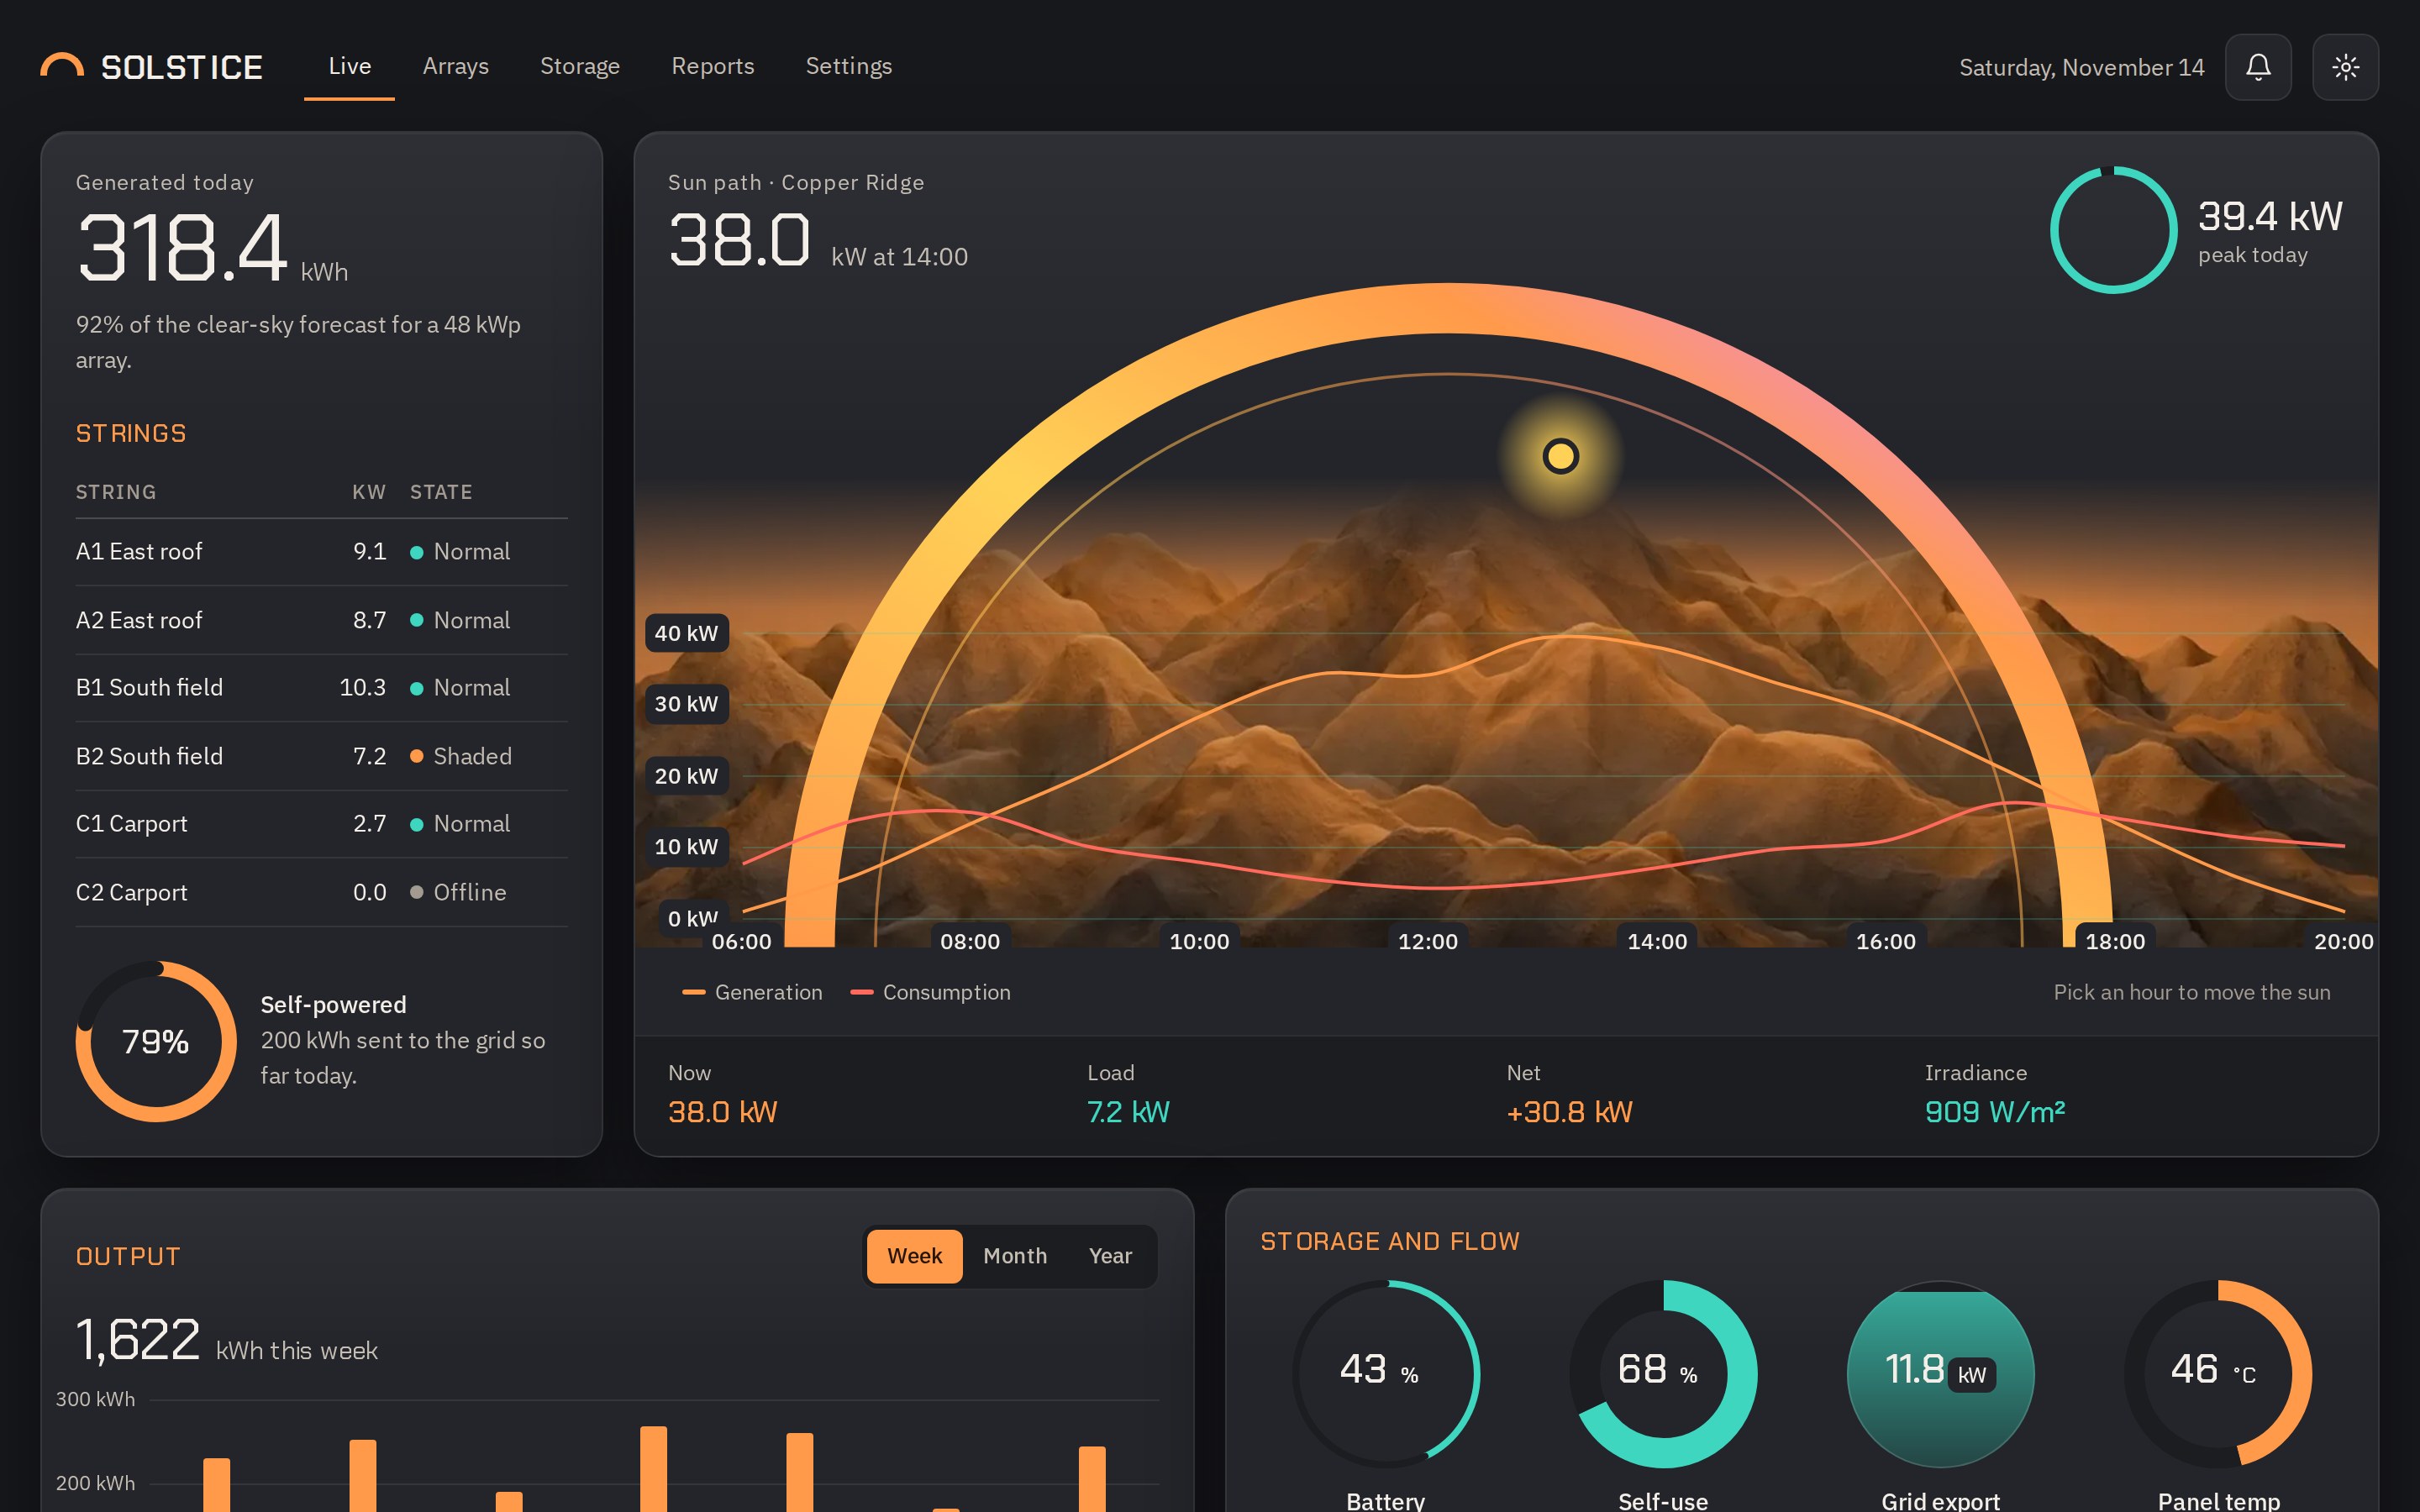 SOLSTICE
Live
Arrays
Storage
Reports
Settings
Saturday, November 14
Generated today
318.4 kWh
92% of the clear-sky forecast for a 48 kWp
array.
STRINGS
STRING KW STATE
A1 East roof 9.1 Normal
A2 East roof 8.7 Normal
B1 South field 10.3 Normal
B2 South field 7.2 Shaded
C1 Carport 2.7 Normal
C2 Carport 0.0 Offline
79%
Self-powered
200 kWh sent to the grid so
far today.
Sun path · Copper Ridge
38.0 kW at 14:00
39.4 kW
peak today
40 kW
30 kW
20 kW
10 kW
0 kW
06:00 08:00 10:00 12:00 14:00 16:00 18:00 20:00
Generation Consumption
Pick an hour to move the sun
Now
38.0 kW
Load
7.2 kW
Net
+30.8 kW
Irradiance
909 W/m²
OUTPUT
Week Month Year
1,622 kWh this week
300 kWh
200 kWh
STORAGE AND FLOW
43 %
Battery
68 %
Self-use
11.8 kW
Grid export
46 °C
Panel temp